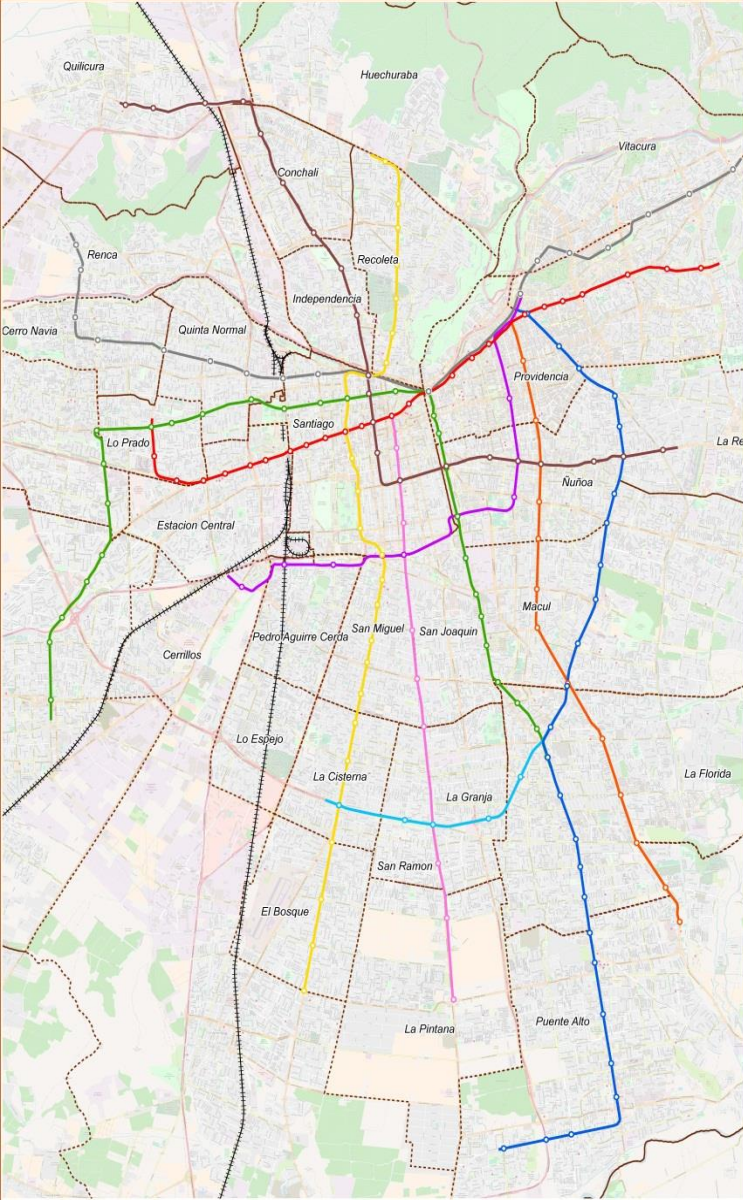 Quilicura
Huechuraba
Vitacura
Conchali
Renca
Recoleta
Independencia
Cerro Navia
Quinta Normal
Providencia
Santiago
Lo Prado
La Re
Ñuñoa
Estacion Central
Macul
San Miguel
San Joaquin
Pedro Aguirre Cerda
Cerrillos
Lo Espejo
La Cisterna
La Florida
La Granja
San Ramon
El Bosque
Puente Alto
La Pintana